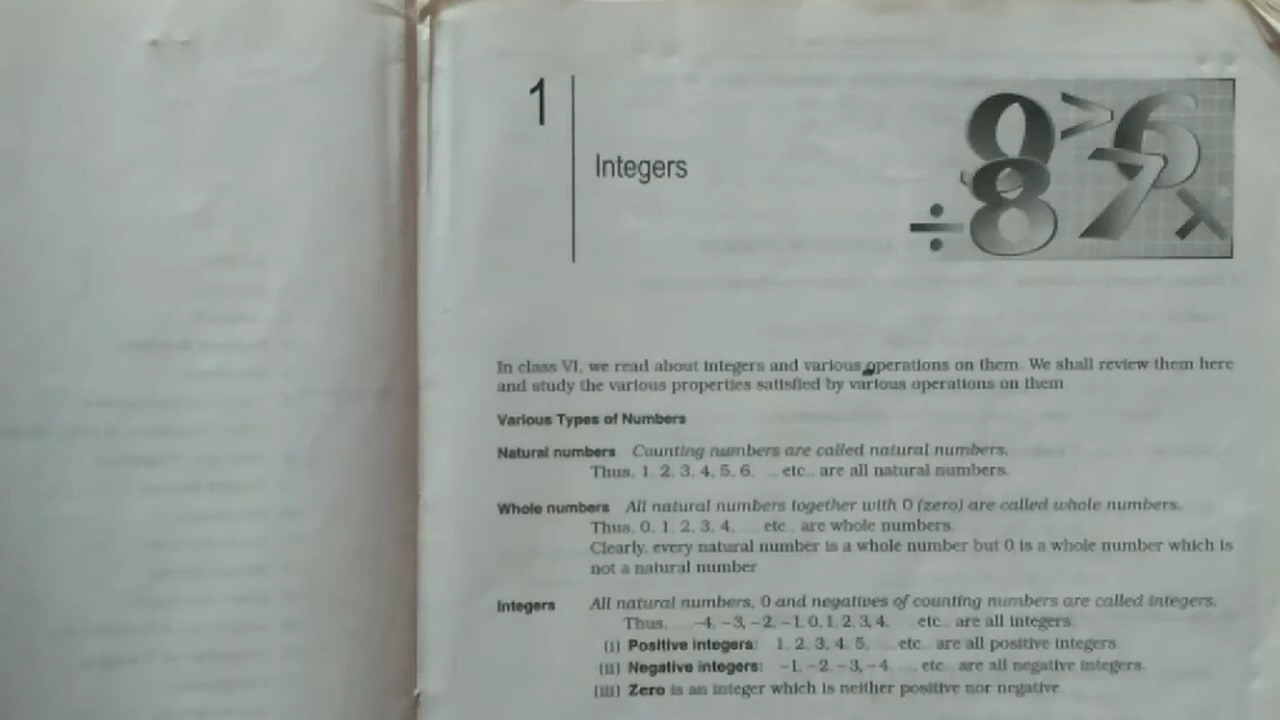 1
Integers
0 > 6
8 7
÷ ×
In class VI, we read about integers and various operations on them. We shall review them here
and study the various properties satisfied by various operations on them.
Various Types of Numbers
Natural numbers Counting numbers are called natural numbers.
Thus, 1, 2, 3, 4, 5, 6, ... etc., are all natural numbers.
Whole numbers All natural numbers together with 0 (zero) are called whole numbers.
Thus, 0, 1, 2, 3, 4, ... etc., are whole numbers.
Clearly, every natural number is a whole number but 0 is a whole number which is
not a natural number.
Integers All natural numbers, 0 and negatives of counting numbers are called integers.
Thus, ... -4, -3, -2, -1, 0, 1, 2, 3, 4, ... etc., are all integers.
(i) Positive integers: 1, 2, 3, 4, 5, ... etc., are all positive integers.
(ii) Negative integers: -1, -2, -3, -4, ... etc., are all negative integers.
(iii) Zero is an integer which is neither positive nor negative.